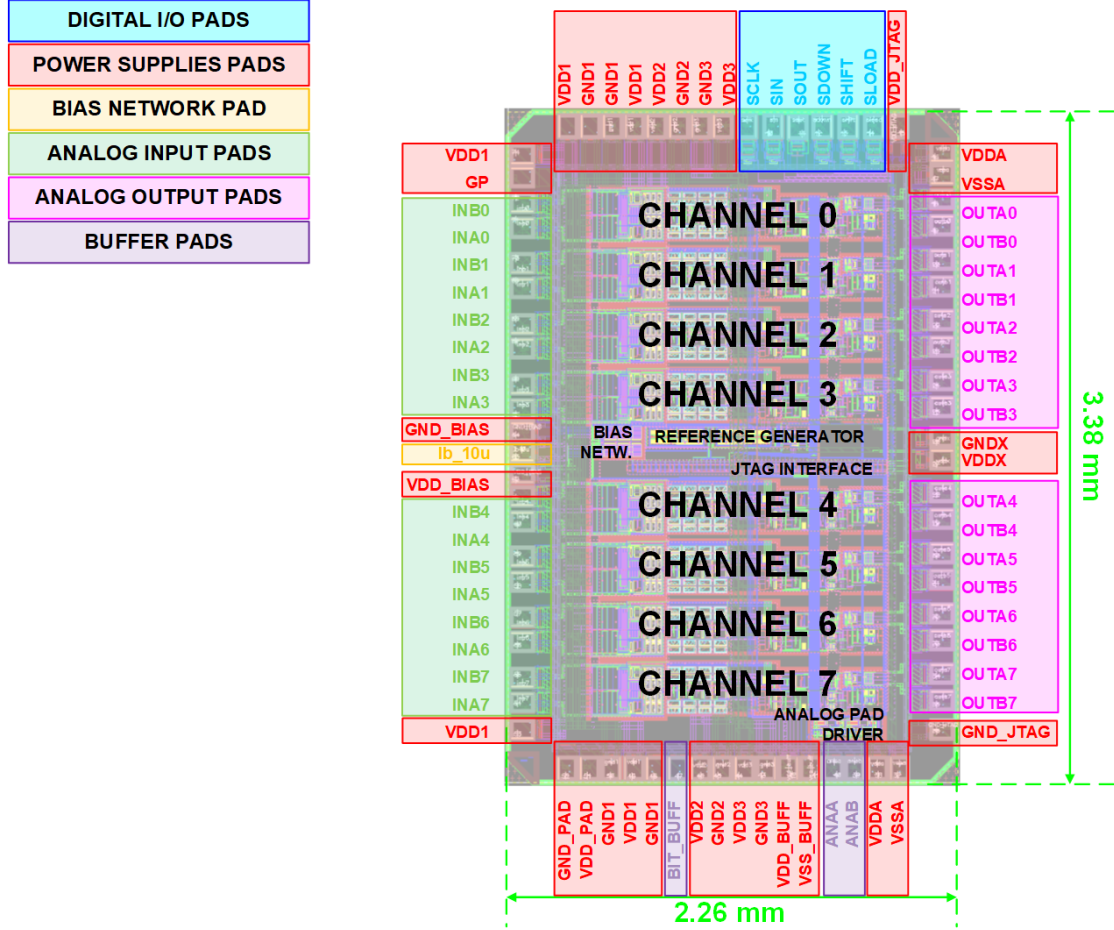 DIGITAL I/O PADS
POWER SUPPLIES PADS
BIAS NETWORK PAD
ANALOG INPUT PADS
ANALOG OUTPUT PADS
BUFFER PADS
VDD1
GND1
GND1
VDD1
VDD2
GND2
GND3
VDD3
SCLK
SIN
SOUT
SDOWN
SHIFT
SLOAD
VDD_JTAG
VDD1
GP
INB0
INA0
INB1
INA1
INB2
INA2
INB3
INA3
GND_BIAS
Ib_10u
VDD_BIAS
INB4
INA4
INB5
INA5
INB6
INA6
INB7
INA7
VDD1
CHANNEL 0
CHANNEL 1
CHANNEL 2
CHANNEL 3
BIAS
NETW.
REFERENCE GENERATOR
JTAG INTERFACE
CHANNEL 4
CHANNEL 5
CHANNEL 6
CHANNEL 7
ANALOG PAD
DRIVER
VDDA
VSSA
OUTA0
OUTB0
OUTA1
OUTB1
OUTA2
OUTB2
OUTA3
OUTB3
GNDX
VDDX
OUTA4
OUTB4
OUTA5
OUTB5
OUTA6
OUTB6
OUTA7
OUTB7
GND_JTAG
3.38 mm
GND_PAD
VDD_PAD
GND1
VDD1
GND1
BIT_BUFF
VDD2
GND2
VDD3
GND3
VDD_BUFF
VSS_BUFF
ANAA
ANAB
VDDA
VSSA
2.26 mm